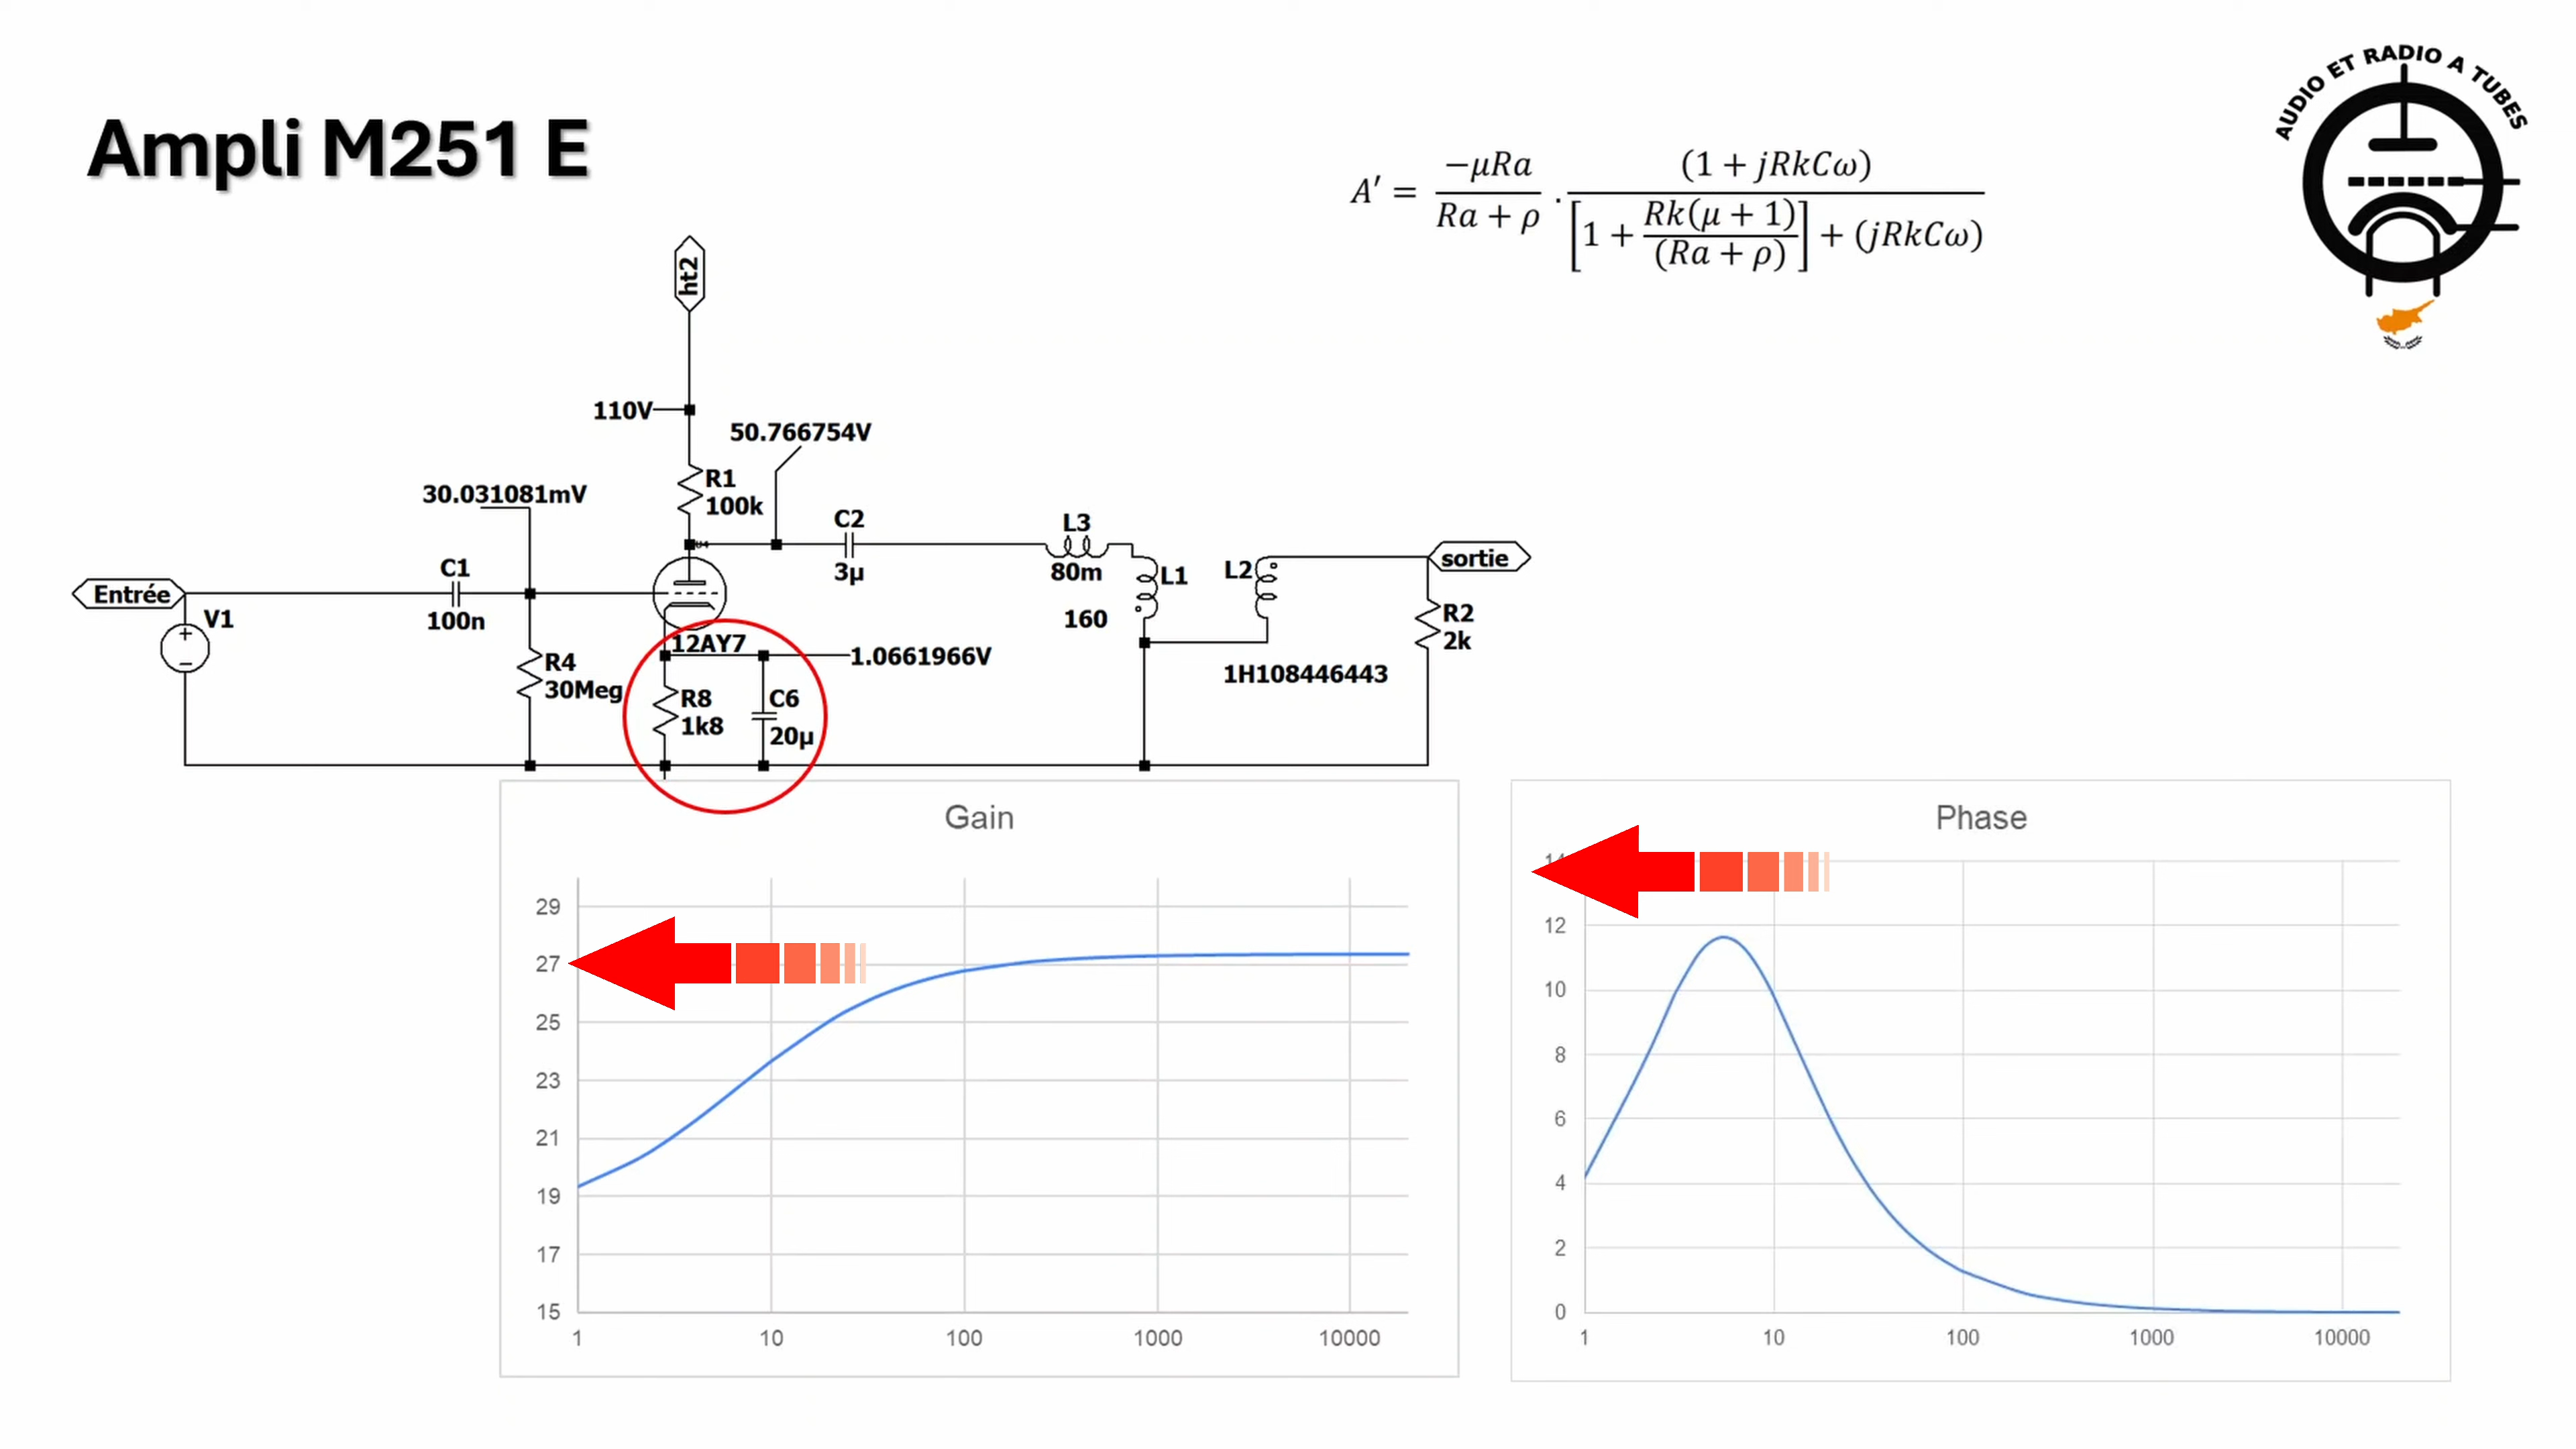 Ampli M251 E
AUDIO ET RADIO A TUBES
A' = −μRa / Ra + ρ . (1 + jRkCω) / [1 + Rk(μ + 1) / (Ra + ρ)] + (jRkCω)
ht2
110V
50.766754V
R1
100k
30.031081mV
C2
3μ
L3
80m
L1
160
L2
1H108446443
sortie
R2
2k
Entrée
V1
C1
100n
R4
30Meg
12AY7
1.0661966V
R8
1k8
C6
20μ
Gain
29
27
25
23
21
19
17
15
1 10 100 1000 10000
Phase
12
10
8
6
4
2
0
1 10 100 1000 10000